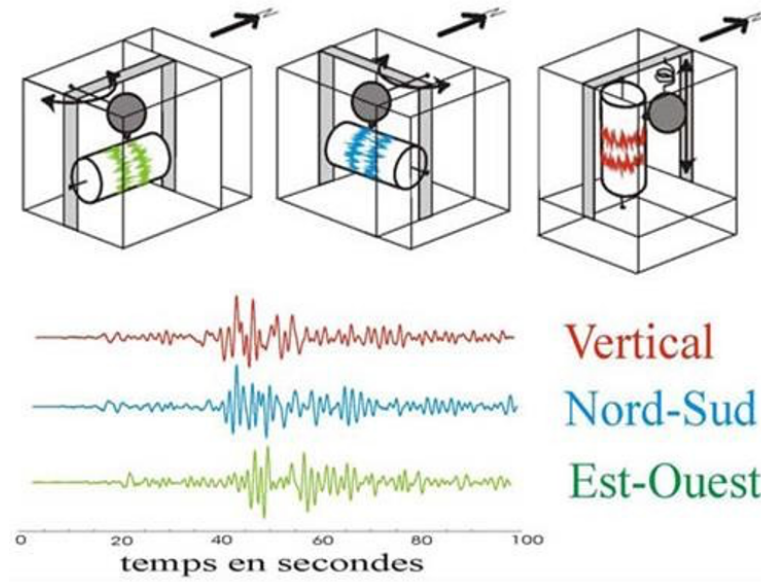 N
N
N
Vertical
Nord-Sud
Est-Ouest
0 20 40 60 80 100
temps en secondes